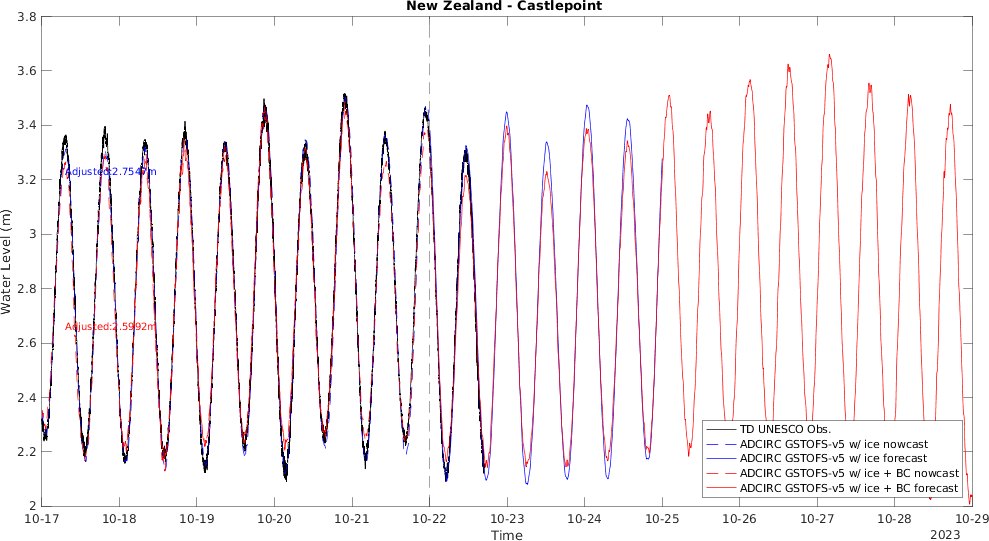 New Zealand - Castlepoint
3.8
3.6
3.4
3.2
3
2.8
2.6
2.4
2.2
2
Water Level (m)
Adjusted:2.7547m
Adjusted:2.5992m
TD UNESCO Obs.
ADCIRC GSTOFS-v5 w/ ice nowcast
ADCIRC GSTOFS-v5 w/ ice forecast
ADCIRC GSTOFS-v5 w/ ice + BC nowcast
ADCIRC GSTOFS-v5 w/ ice + BC forecast
10-17 10-18 10-19 10-20 10-21 10-22 10-23 10-24 10-25 10-26 10-27 10-28 10-29
Time
2023